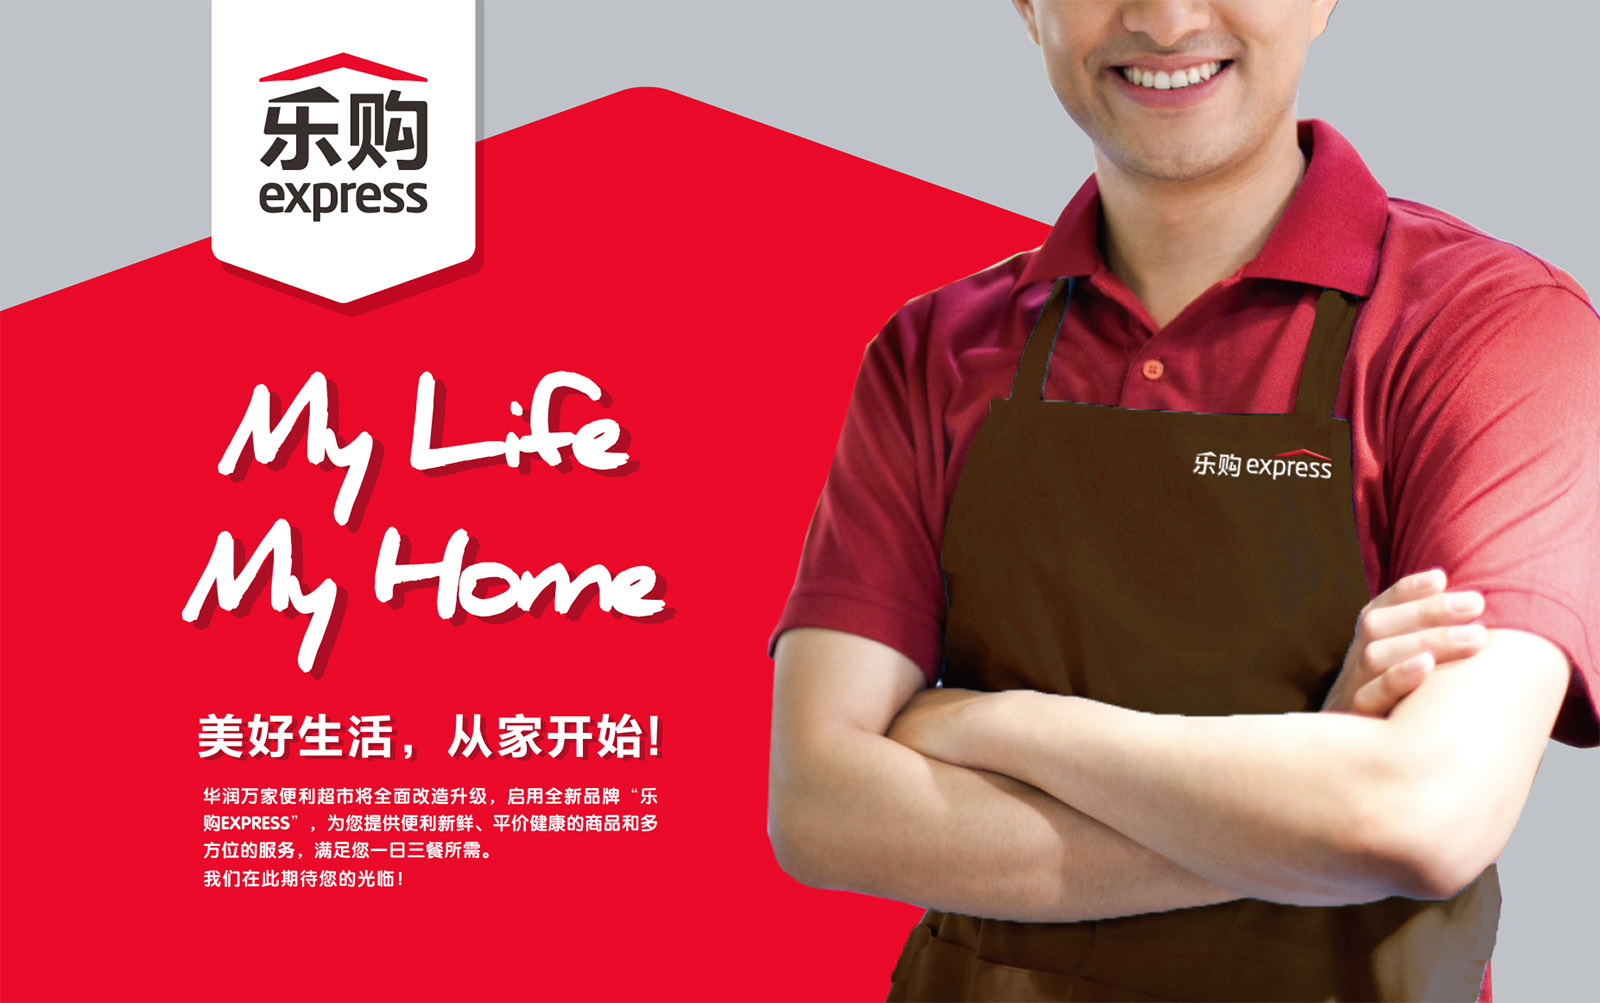 乐购
express
My Life
My Home
美好生活，从家开始!
华润万家便利超市将全面改造升级，启用全新品牌“乐
购EXPRESS”，为您提供便利新鲜、平价健康的商品和多
方位的服务，满足您一日三餐所需。
我们在此期待您的光临！
乐购 express